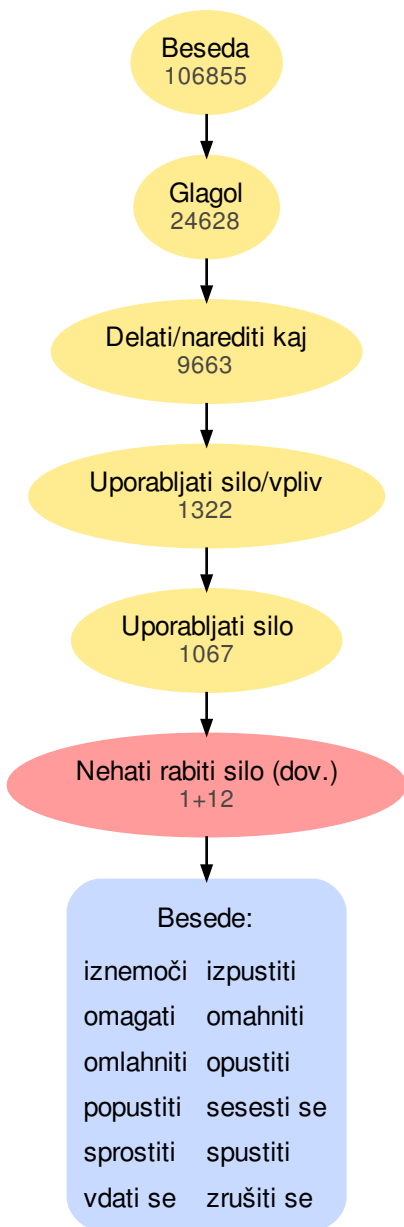 Beseda
106855
Glagol
24628
Delati/narediti kaj
9663
Uporabljati silo/vpliv
1322
Uporabljati silo
1067
Nehati rabiti silo (dov.)
1+12
Besede:
iznemoči izpustiti
omagati omahniti
omlahniti opustiti
popustiti sesesti se
sprostiti spustiti
vdati se zrušiti se